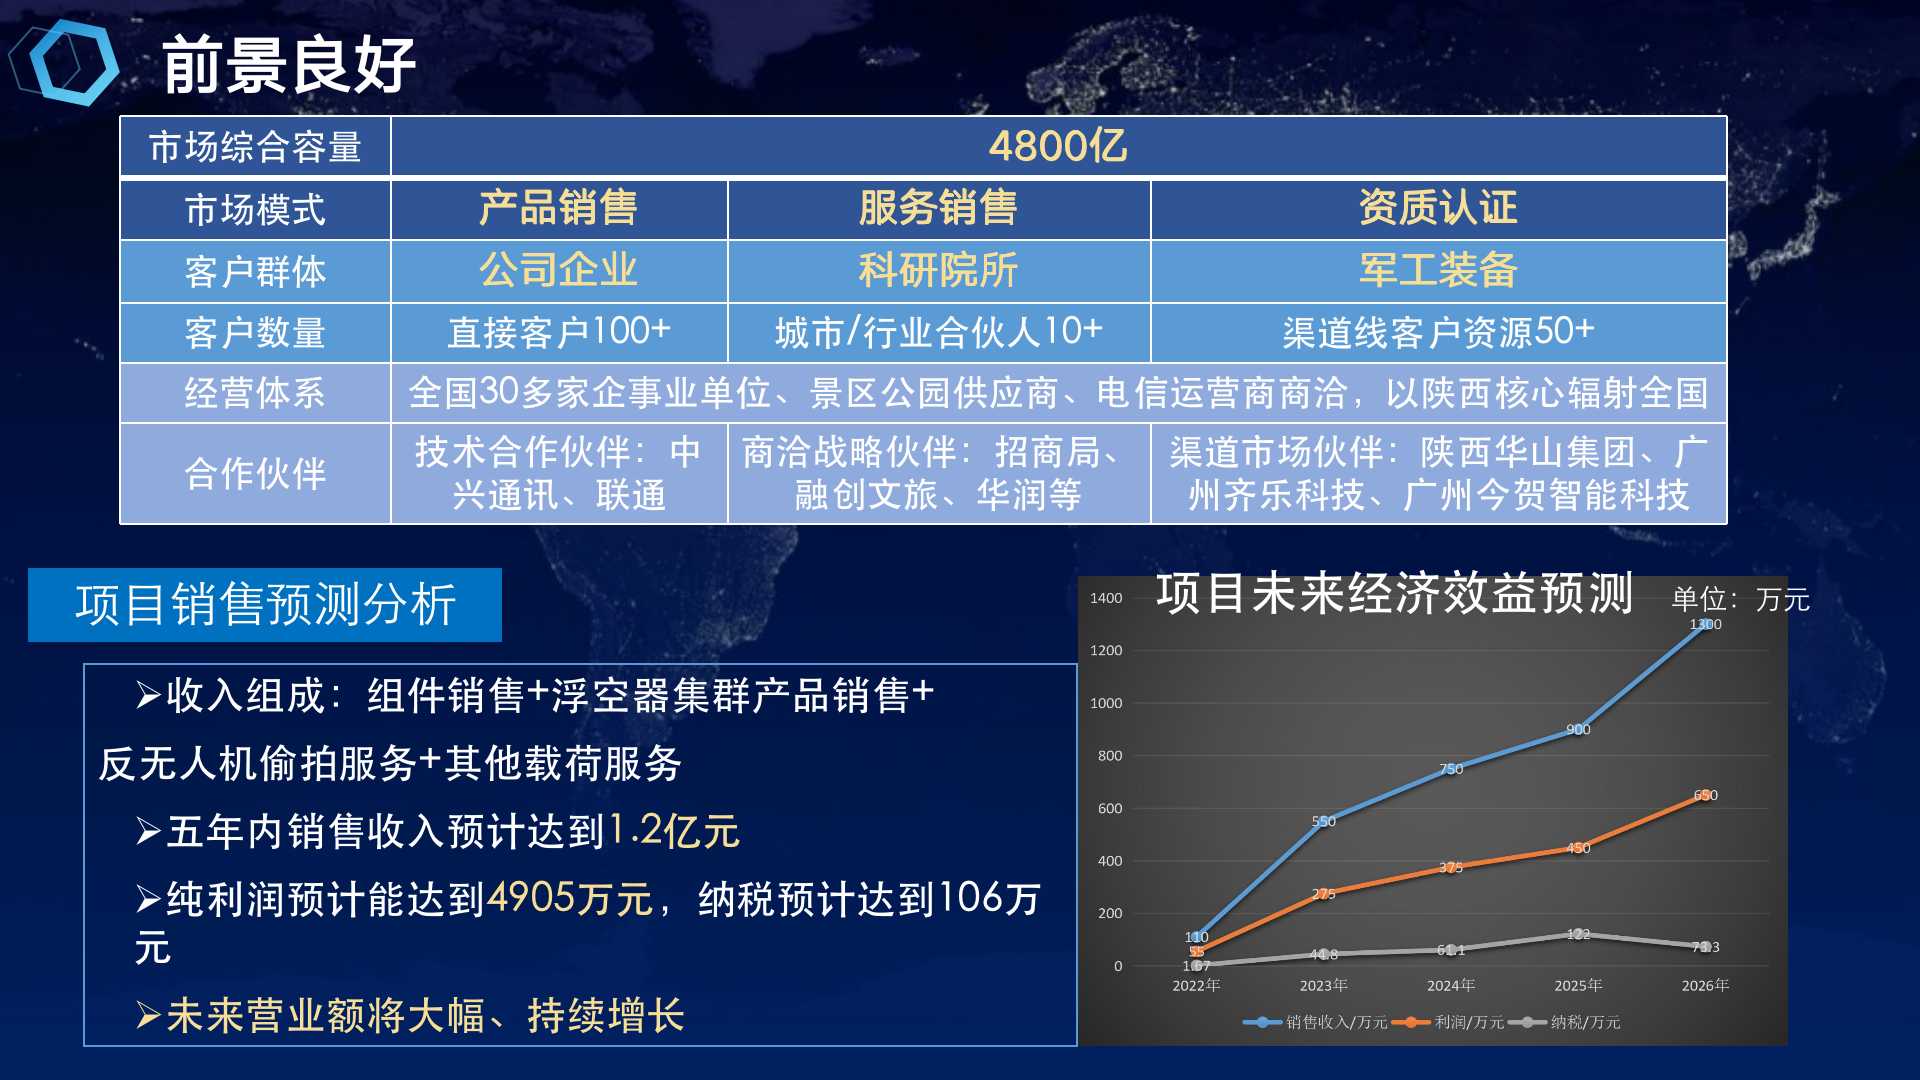 前景良好
市场综合容量 4800亿
市场模式 产品销售 服务销售 资质认证
客户群体 公司企业 科研院所 军工装备
客户数量 直接客户100+ 城市/行业合伙人10+ 渠道线客户资源50+
经营体系 全国30多家企事业单位、景区公园供应商、电信运营商商洽，以陕西核心辐射全国
合作伙伴 技术合作伙伴：中兴通讯、联通 商洽战略伙伴：招商局、融创文旅、华润等 渠道市场伙伴：陕西华山集团、广州齐乐科技、广州今贺智能科技
项目销售预测分析
➢收入组成：组件销售+浮空器集群产品销售+
反无人机偷拍服务+其他载荷服务
➢五年内销售收入预计达到1.2亿元
➢纯利润预计能达到4905万元，纳税预计达到106万
元
➢未来营业额将大幅、持续增长
项目未来经济效益预测 单位：万元
1400
1200
1000
800
600
400
200
0
110 550 750 900 1300
55 275 375 450 650
1.67 44.8 61.1 122 73.3
2022年 2023年 2024年 2025年 2026年
销售收入/万元 利润/万元 纳税/万元